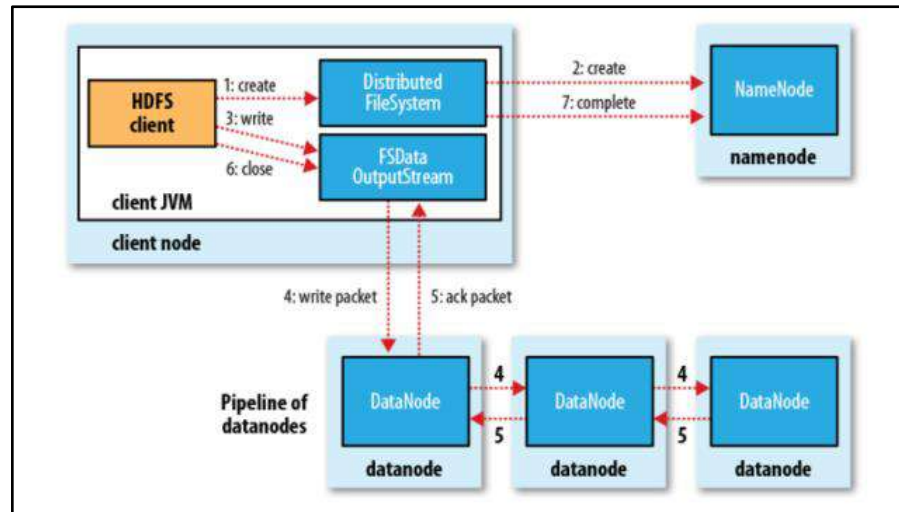 1: create
2: create
Distributed
FileSystem
NameNode
HDFS
client
3: write
7: complete
6: close
FSData
OutputStream
namenode
client JVM
client node
4: write packet
5: ack packet
Pipeline of
datanodes
DataNode
4
5
DataNode
4
5
DataNode
datanode
datanode
datanode